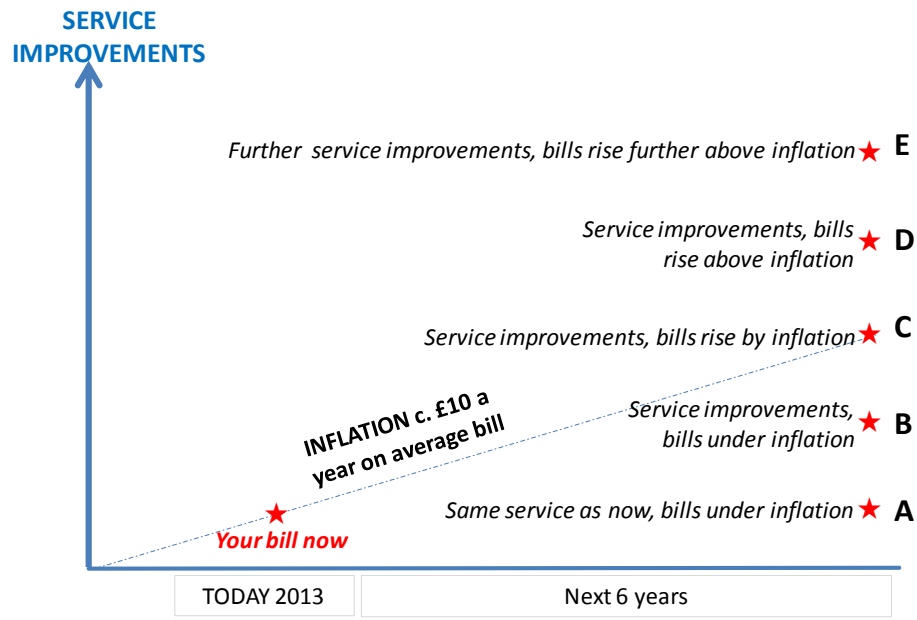 SERVICE
IMPROVEMENTS
Further service improvements, bills rise further above inflation
E
Service improvements, bills
rise above inflation
D
Service improvements, bills rise by inflation
C
INFLATION c. £10 a
year on average bill
Service improvements,
bills under inflation
B
Same service as now, bills under inflation
A
Your bill now
TODAY 2013
Next 6 years